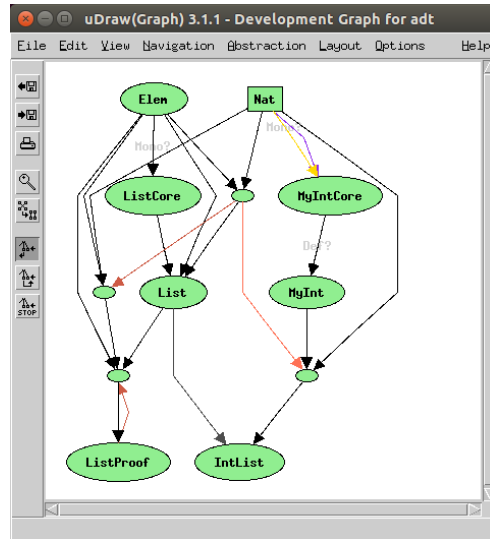 uDraw(Graph) 3.1.1 - Development Graph for adt
File Edit View Navigation Abstraction Layout Options Help
Elem Nat
Mono? Mono?
ListCore MyIntCore
Def?
List MyInt
ListProof IntList
STOP